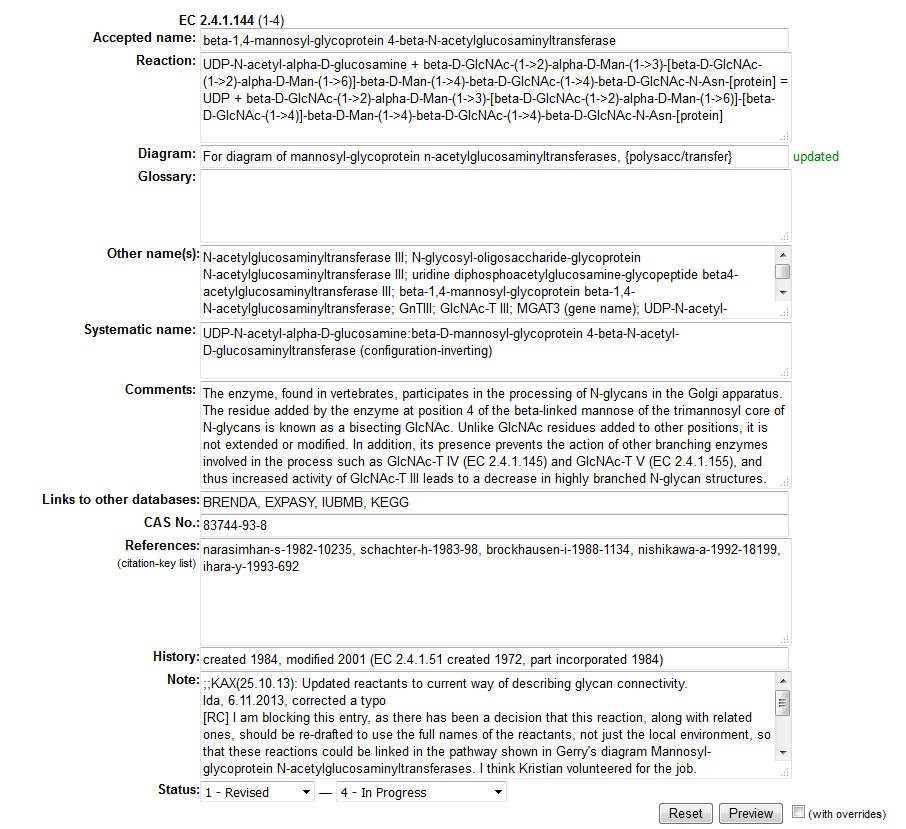 EC 2.4.1.144 (1-4)
Accepted name: beta-1,4-mannosyl-glycoprotein 4-beta-N-acetylglucosaminyltransferase
Reaction: UDP-N-acetyl-alpha-D-glucosamine + beta-D-GlcNAc-(1->2)-alpha-D-Man-(1->3)-[beta-D-GlcNAc-
(1->2)-alpha-D-Man-(1->6)]-beta-D-Man-(1->4)-beta-D-GlcNAc-(1->4)-beta-D-GlcNAc-N-Asn-[protein] =
UDP + beta-D-GlcNAc-(1->2)-alpha-D-Man-(1->3)-[beta-D-GlcNAc-(1->2)-alpha-D-Man-(1->6)]-[beta-
D-GlcNAc-(1->4)]-beta-D-Man-(1->4)-beta-D-GlcNAc-(1->4)-beta-D-GlcNAc-N-Asn-[protein]
Diagram: For diagram of mannosyl-glycoprotein n-acetylglucosaminyltransferases, {polysacc/transfer} updated
Glossary:
Other name(s): N-acetylglucosaminyltransferase III; N-glycosyl-oligosaccharide-glycoprotein
N-acetylglucosaminyltransferase III; uridine diphosphoacetylglucosamine-glycopeptide beta4-
acetylglucosaminyltransferase III; beta-1,4-mannosyl-glycoprotein beta-1,4-
N-acetylglucosaminyltransferase; GnTIII; GlcNAc-T III; MGAT3 (gene name); UDP-N-acetyl-
Systematic name: UDP-N-acetyl-alpha-D-glucosamine:beta-D-mannosyl-glycoprotein 4-beta-N-acetyl-
D-glucosaminyltransferase (configuration-inverting)
Comments: The enzyme, found in vertebrates, participates in the processing of N-glycans in the Golgi apparatus.
The residue added by the enzyme at position 4 of the beta-linked mannose of the trimannosyl core of
N-glycans is known as a bisecting GlcNAc. Unlike GlcNAc residues added to other positions, it is
not extended or modified. In addition, its presence prevents the action of other branching enzymes
involved in the process such as GlcNAc-T IV (EC 2.4.1.145) and GlcNAc-T V (EC 2.4.1.155), and
thus increased activity of GlcNAc-T III leads to a decrease in highly branched N-glycan structures.
Links to other databases: BRENDA, EXPASY, IUBMB, KEGG
CAS No.: 83744-93-8
References: narasimhan-s-1982-10235, schachter-h-1983-98, brockhausen-i-1988-1134, nishikawa-a-1992-18199,
(citation-key list) ihara-y-1993-692
History: created 1984, modified 2001 (EC 2.4.1.51 created 1972, part incorporated 1984)
Note: ;;KAX(25.10.13): Updated reactants to current way of describing glycan connectivity.
Ida, 6.11.2013, corrected a typo
[RC] I am blocking this entry, as there has been a decision that this reaction, along with related
ones, should be re-drafted to use the full names of the reactants, not just the local environment, so
that these reactions could be linked in the pathway shown in Gerry's diagram Mannosyl-
glycoprotein N-acetylglucosaminyltransferases. I think Kristian volunteered for the job.
Status: 1 - Revised — 4 - In Progress
Reset Preview (with overrides)